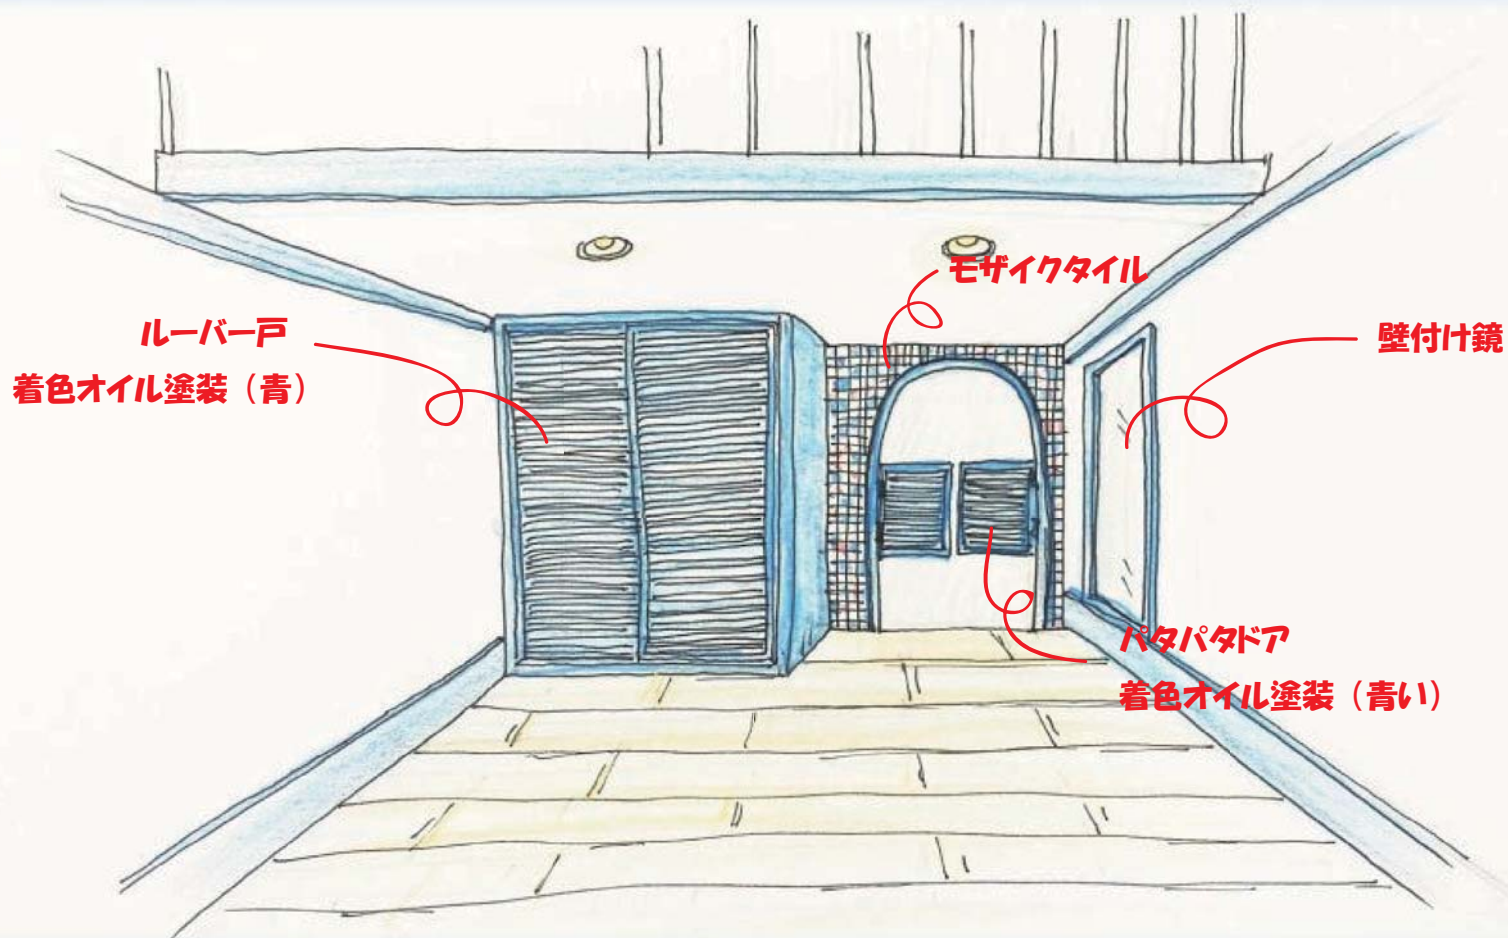 モザイクタイル
ルーバー戸
着色オイル塗装（青）
壁付け鏡
パタパタドア
着色オイル塗装（青い）